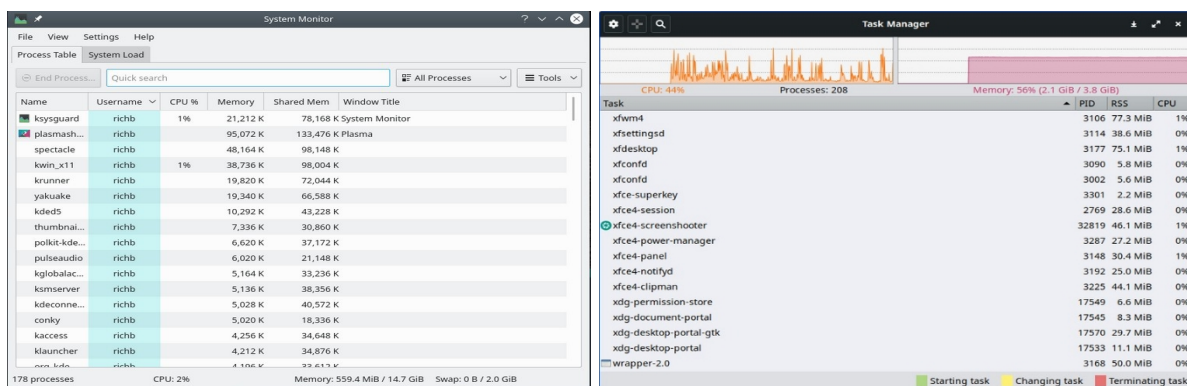 System Monitor
File View Settings Help
Process Table System Load
End Process... Quick search All Processes Tools
Name Username CPU % Memory Shared Mem Window Title
ksysguard richb 1% 21,212 K 78,168 K System Monitor
plasmash... richb 95,072 K 133,476 K Plasma
spectacle richb 48,164 K 98,148 K
kwin_x11 richb 1% 38,736 K 98,004 K
krunner richb 19,820 K 72,044 K
yakuake richb 19,340 K 66,588 K
kded5 richb 10,292 K 43,228 K
thumbnai... richb 7,336 K 30,860 K
polkit-kde... richb 6,620 K 37,172 K
pulseaudio richb 6,020 K 21,148 K
kglobalac... richb 5,164 K 33,236 K
ksmserver richb 5,136 K 38,356 K
kdeconne... richb 5,028 K 40,572 K
conky richb 5,020 K 18,336 K
kaccess richb 4,256 K 34,648 K
klauncher richb 4,212 K 34,876 K
org.kde... richb 4,196 K 33,612 K
178 processes CPU: 2% Memory: 559.4 MiB / 14.7 GiB Swap: 0 B / 2.0 GiB
Task Manager
CPU: 44% Processes: 208 Memory: 56% (2.1 GiB / 3.8 GiB)
Task PID RSS CPU
xfwm4 3106 77.3 MiB 1%
xfsettingsd 3114 38.6 MiB 0%
xfdesktop 3177 75.1 MiB 1%
xfconfd 3090 5.8 MiB 0%
xfconfd 3002 5.6 MiB 0%
xfce-superkey 3301 2.2 MiB 0%
xfce4-session 2769 28.6 MiB 0%
xfce4-screenshooter 32819 46.1 MiB 1%
xfce4-power-manager 3287 27.2 MiB 0%
xfce4-panel 3148 30.4 MiB 1%
xfce4-notifyd 3192 25.0 MiB 0%
xfce4-clipman 3225 44.1 MiB 0%
xdg-permission-store 17549 6.6 MiB 0%
xdg-document-portal 17545 8.3 MiB 0%
xdg-desktop-portal-gtk 17570 29.7 MiB 0%
xdg-desktop-portal 17533 11.1 MiB 0%
wrapper-2.0 3168 50.0 MiB 0%
Starting task Changing task Terminating task